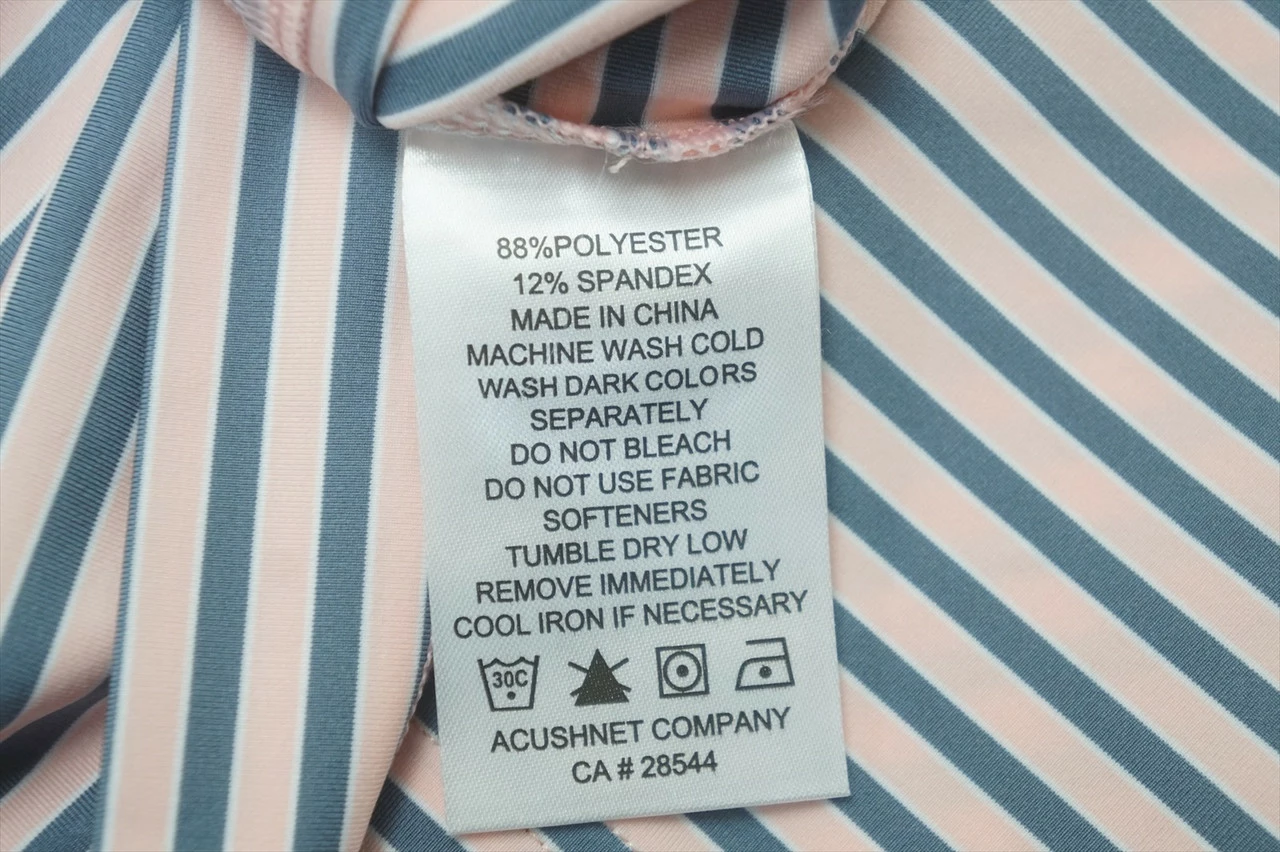 88%POLYESTER
12% SPANDEX
MADE IN CHINA
MACHINE WASH COLD
WASH DARK COLORS
SEPARATELY
DO NOT BLEACH
DO NOT USE FABRIC
SOFTENERS
TUMBLE DRY LOW
REMOVE IMMEDIATELY
COOL IRON IF NECESSARY
30C
ACUSHNET COMPANY
CA # 28544